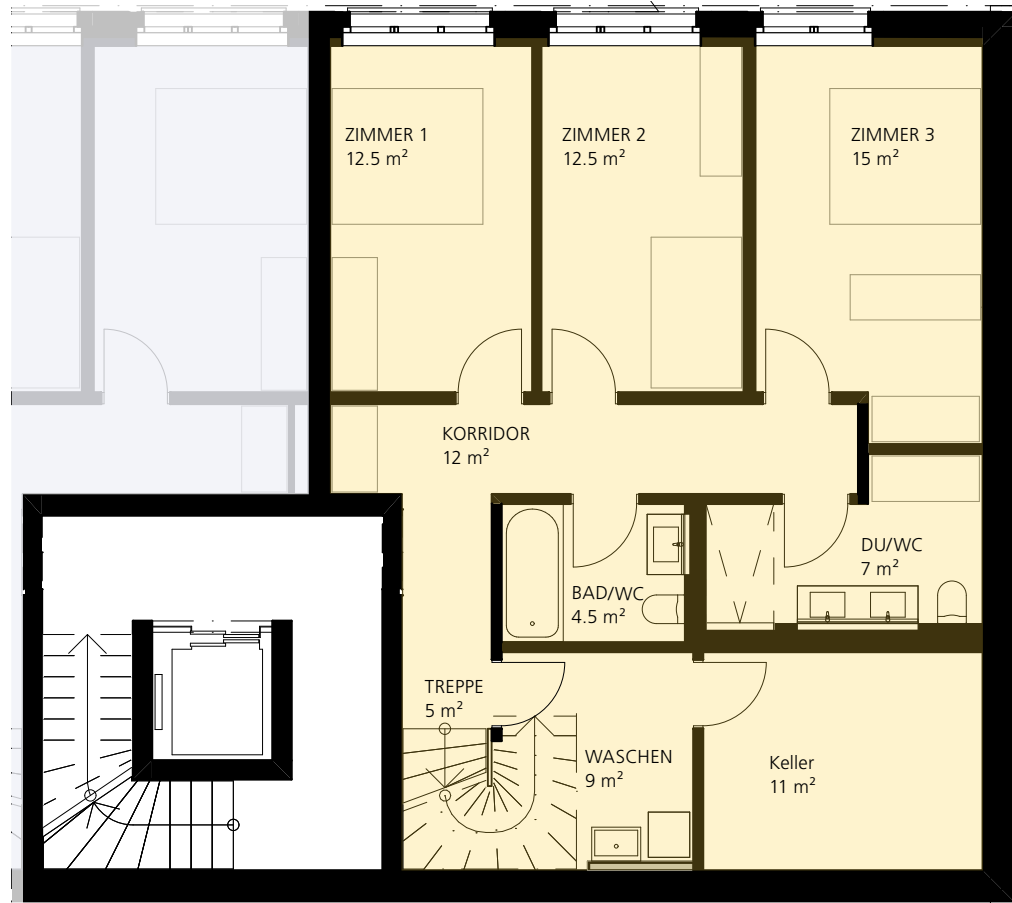 ZIMMER 1
12.5 m²
ZIMMER 2
12.5 m²
ZIMMER 3
15 m²
KORRIDOR
12 m²
DU/WC
7 m²
BAD/WC
4.5 m²
TREPPE
5 m²
WASCHEN
9 m²
Keller
11 m²